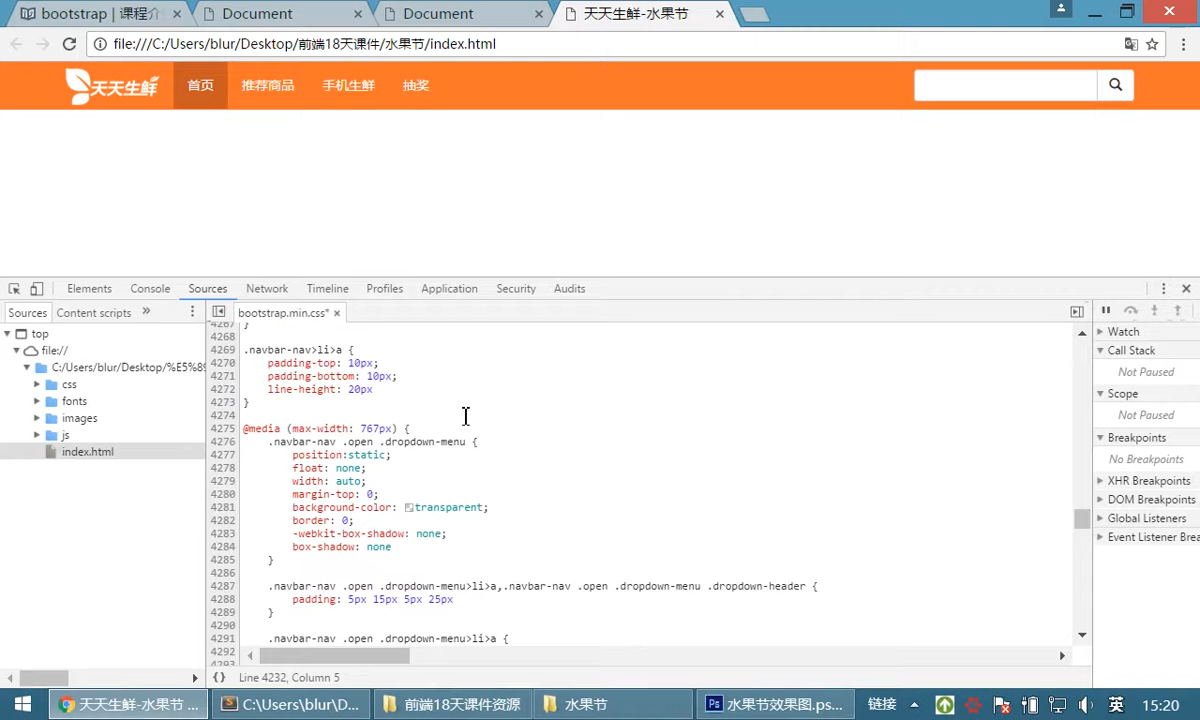 bootstrap | 课程介
Document
Document
天天生鲜-水果节
file:///C:/Users/blur/Desktop/前端18天课件/水果节/index.html
天天生鲜
首页
推荐商品
手机生鲜
抽奖
Elements
Console
Sources
Network
Timeline
Profiles
Application
Security
Audits
Sources
Content scripts
»
bootstrap.min.css*
top
file://
C:/Users/blur/Desktop/%E5%89
css
fonts
images
js
index.html
4267 }
4268
4269 .navbar-nav>li>a {
4270 padding-top: 10px;
4271 padding-bottom: 10px;
4272 line-height: 20px
4273 }
4274
4275 @media (max-width: 767px) {
4276 .navbar-nav .open .dropdown-menu {
4277 position:static;
4278 float: none;
4279 width: auto;
4280 margin-top: 0;
4281 background-color: transparent;
4282 border: 0;
4283 -webkit-box-shadow: none;
4284 box-shadow: none
4285 }
4286
4287 .navbar-nav .open .dropdown-menu>li>a,.navbar-nav .open .dropdown-menu .dropdown-header {
4288 padding: 5px 15px 5px 25px
4289 }
4290
4291 .navbar-nav .open .dropdown-menu>li>a {
4292
4293
{} Line 4232, Column 5
Watch
Call Stack
Not Paused
Scope
Not Paused
Breakpoints
No Breakpoints
XHR Breakpoints
DOM Breakpoints
Global Listeners
Event Listener Brea
天天生鲜-水果节 ...
C:\Users\blur\D...
前端18天课件资源
水果节
Ps 水果节效果图.ps...
链接
英
15:20